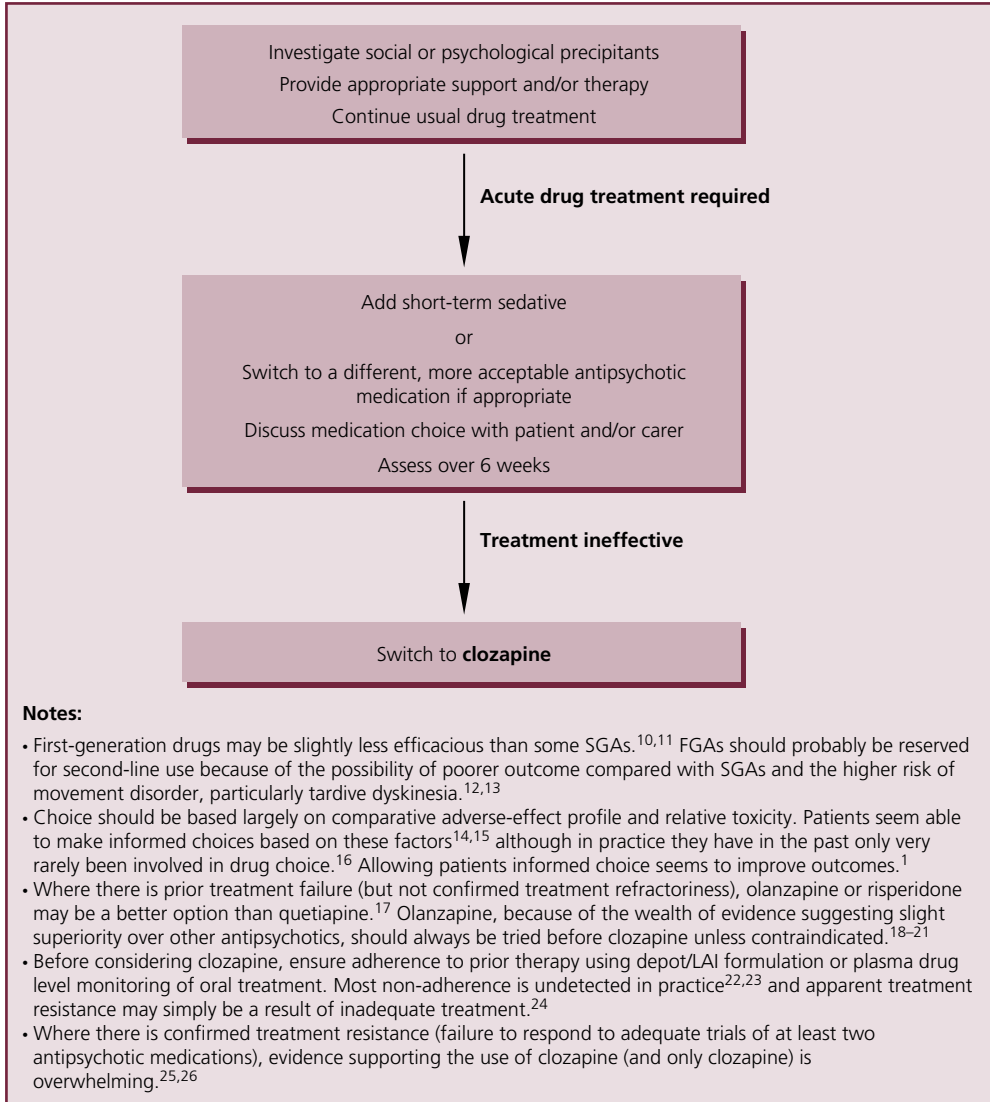 Investigate social or psychological precipitants
Provide appropriate support and/or therapy
Continue usual drug treatment
Acute drug treatment required
Add short-term sedative
or
Switch to a different, more acceptable antipsychotic
medication if appropriate
Discuss medication choice with patient and/or carer
Assess over 6 weeks
Treatment ineffective
Switch to clozapine
Notes:
• First-generation drugs may be slightly less efficacious than some SGAs.10,11 FGAs should probably be reserved
for second-line use because of the possibility of poorer outcome compared with SGAs and the higher risk of
movement disorder, particularly tardive dyskinesia.12,13
• Choice should be based largely on comparative adverse-effect profile and relative toxicity. Patients seem able
to make informed choices based on these factors14,15 although in practice they have in the past only very
rarely been involved in drug choice.16 Allowing patients informed choice seems to improve outcomes.1
• Where there is prior treatment failure (but not confirmed treatment refractoriness), olanzapine or risperidone
may be a better option than quetiapine.17 Olanzapine, because of the wealth of evidence suggesting slight
superiority over other antipsychotics, should always be tried before clozapine unless contraindicated.18–21
• Before considering clozapine, ensure adherence to prior therapy using depot/LAI formulation or plasma drug
level monitoring of oral treatment. Most non-adherence is undetected in practice22,23 and apparent treatment
resistance may simply be a result of inadequate treatment.24
• Where there is confirmed treatment resistance (failure to respond to adequate trials of at least two
antipsychotic medications), evidence supporting the use of clozapine (and only clozapine) is
overwhelming.25,26